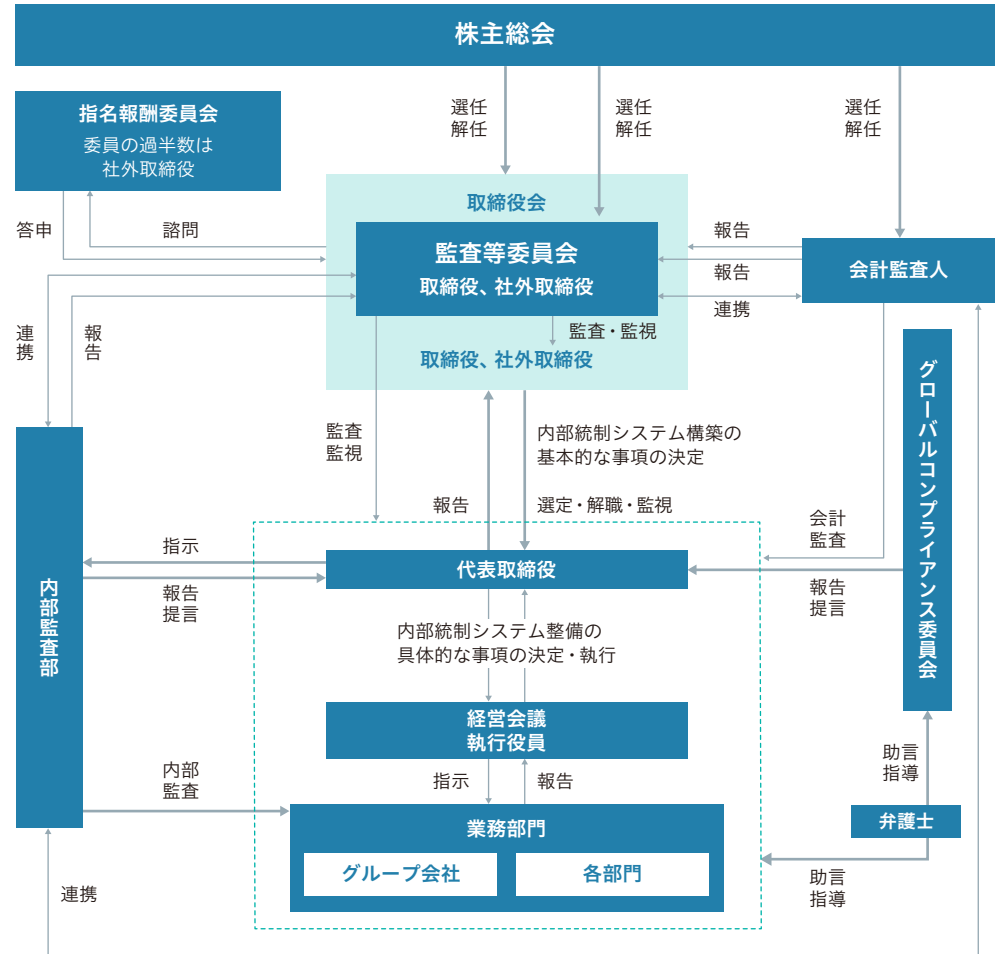 株主総会
選任
解任
選任
解任
選任
解任
指名報酬委員会
委員の過半数は
社外取締役
答申
諮問
取締役会
監査等委員会
取締役、社外取締役
監査・監視
取締役、社外取締役
報告
報告
連携
会計監査人
連携
報告
監査
監視
報告
内部統制システム構築の
基本的な事項の決定
選定・解職・監視
会計
監査
グローバルコンプライアンス委員会
内部監査部
指示
報告
提言
代表取締役
報告
提言
内部統制システム整備の
具体的な事項の決定・執行
経営会議
執行役員
指示
報告
内部
監査
業務部門
グループ会社
各部門
助言
指導
弁護士
助言
指導
連携